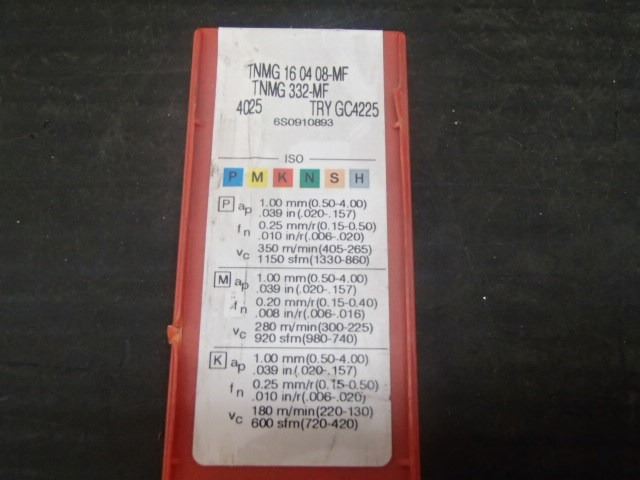 TNMG 16 04 08-MF
TNMG 332-MF
4025 TRY GC4225
6S0910893
ISO
P M K N S H
P ap 1.00 mm(0.50-4.00)
.039 in(.020-.157)
fn 0.25 mm/r(0.15-0.50)
.010 in/r(.006-.020)
vc 350 m/min(405-265)
1150 sfm(1330-860)
M ap 1.00 mm(0.50-4.00)
.039 in(.020-.157)
fn 0.20 mm/r(0.15-0.40)
.008 in/r(.006-.016)
vc 280 m/min(300-225)
920 sfm(980-740)
K ap 1.00 mm(0.50-4.00)
.039 in(.020-.157)
fn 0.25 mm/r(0.15-0.50)
.010 in/r(.006-.020)
vc 180 m/min(220-130)
600 sfm(720-420)